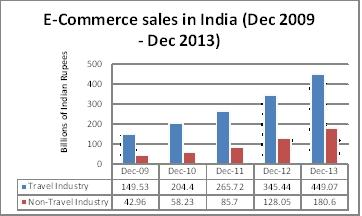 E-Commerce sales in India (Dec 2009
- Dec 2013)
Billions of Indian Rupees
500
400
300
200
100
0
Dec-09 Dec-10 Dec-11 Dec-12 Dec-13
Travel Industry 149.53 204.4 265.72 345.44 449.07
Non-Travel Industry 42.96 58.23 85.7 128.05 180.6